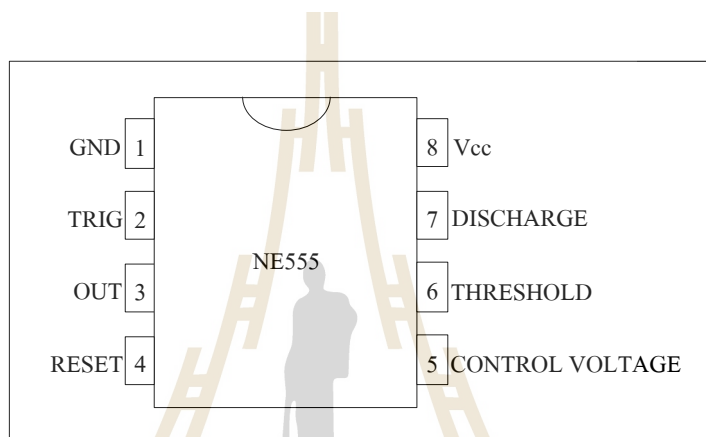 GND 1 8 Vcc
TRIG 2 7 DISCHARGE
NE555
OUT 3 6 THRESHOLD
RESET 4 5 CONTROL VOLTAGE